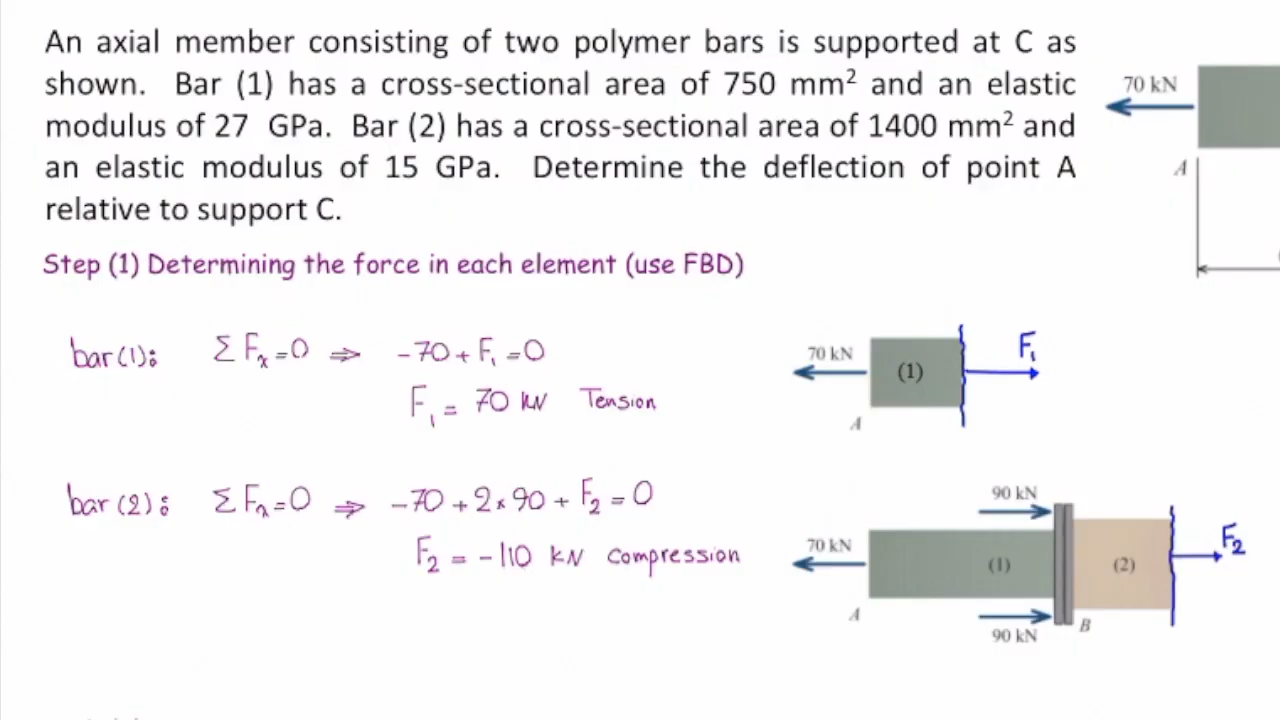 An axial member consisting of two polymer bars is supported at C as
shown. Bar (1) has a cross-sectional area of 750 mm² and an elastic
modulus of 27 GPa. Bar (2) has a cross-sectional area of 1400 mm² and
an elastic modulus of 15 GPa. Determine the deflection of point A
relative to support C.
70 kN
A
Step (1) Determining the force in each element (use FBD)
bar(1): ΣFx=0 ⇒ -70+F₁=0
F₁= 70 kN Tension
70 kN
(1)
F₁
A
bar(2): ΣFx=0 ⇒ -70+2×90+F₂=0
F₂ = -110 kN Compression
90 kN
70 kN
(1)
(2)
F₂
A
90 kN
B